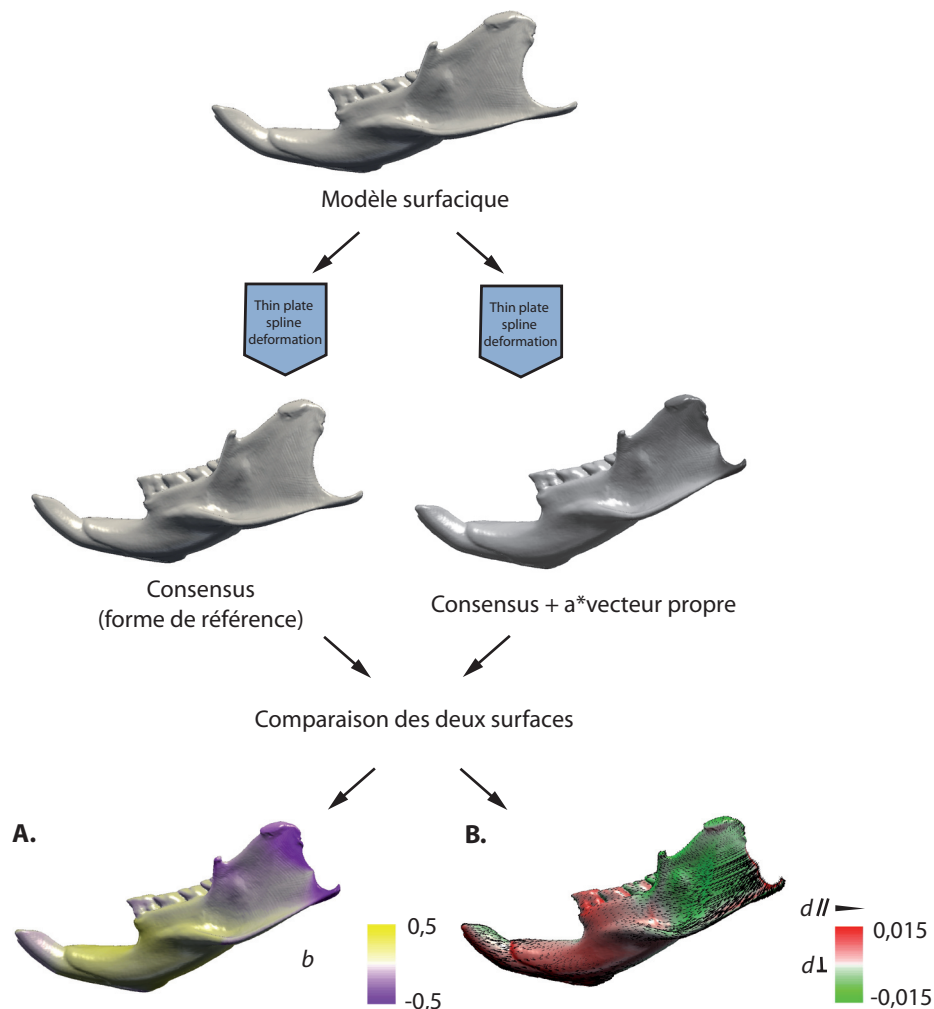 Modèle surfacique
Thin plate
spline
deformation
Thin plate
spline
deformation
Consensus
(forme de référence)
Consensus + a*vecteur propre
Comparaison des deux surfaces
A.
0,5
b
-0,5
B.
d//
0,015
d⊥
-0,015